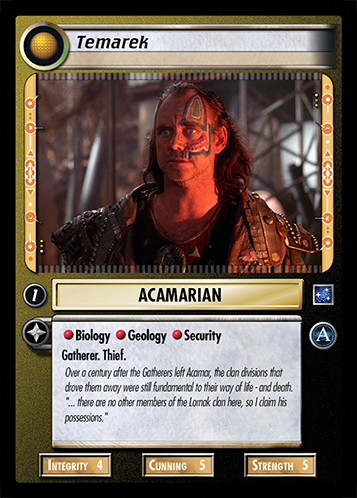 Temarek
1
ACAMARIAN
A
Biology Geology Security
Gatherer. Thief.
Over a century after the Gatherers left Acamar, the clan divisions that
drove them away were still fundamental to their way of life - and death.
"... there are no other members of the Lornak clan here, so I claim his
possessions."
INTEGRITY 4 CUNNING 5 STRENGTH 5